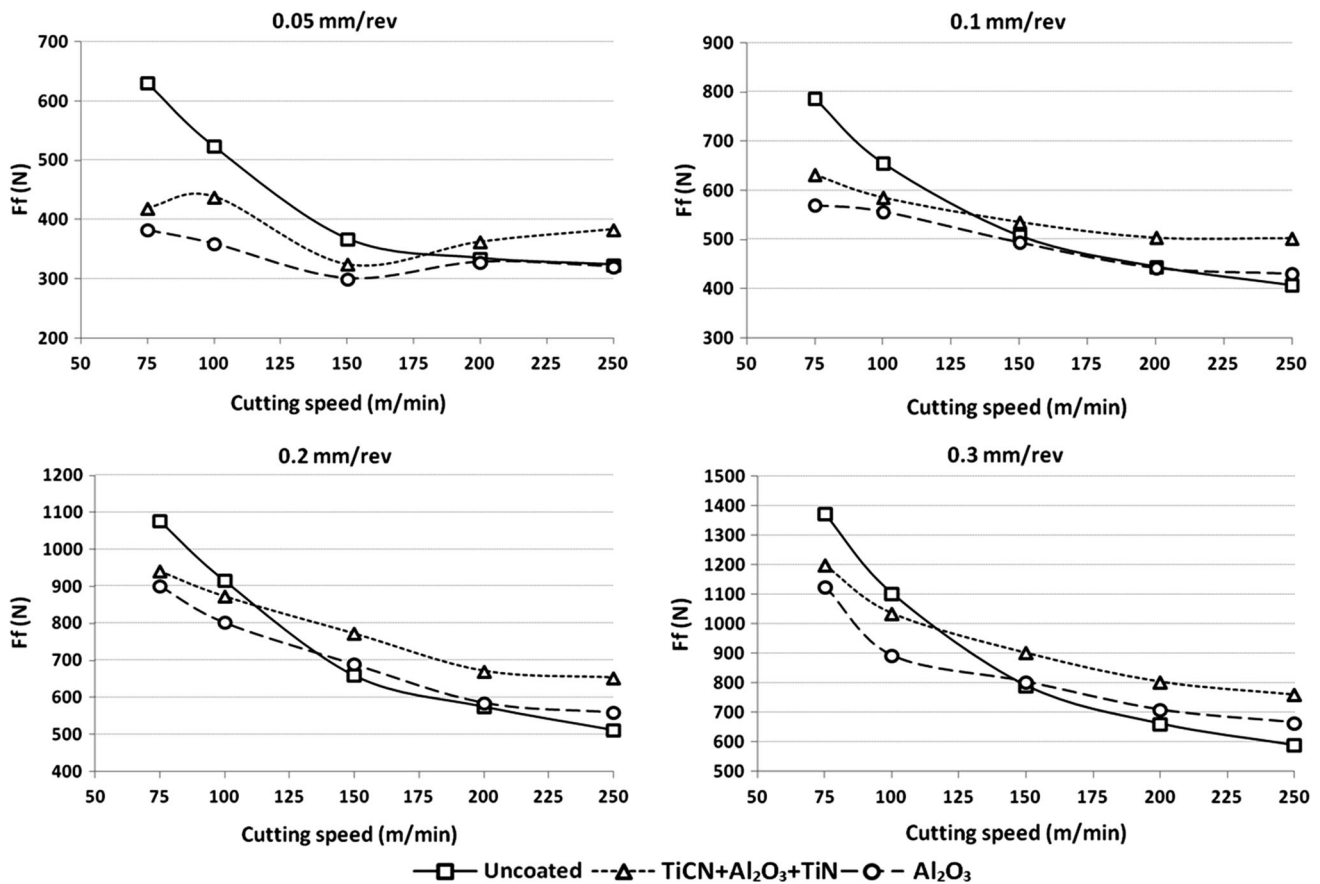 0.05 mm/rev
700
600
500
400
300
200
Ff (N)
50 75 100 125 150 175 200 225 250
Cutting speed (m/min)
0.1 mm/rev
900
800
700
600
500
400
300
Ff (N)
50 75 100 125 150 175 200 225 250
Cutting speed (m/min)
0.2 mm/rev
1200
1100
1000
900
800
700
600
500
400
Ff (N)
50 75 100 125 150 175 200 225 250
Cutting speed (m/min)
0.3 mm/rev
1500
1400
1300
1200
1100
1000
900
800
700
600
500
Ff (N)
50 75 100 125 150 175 200 225 250
Cutting speed (m/min)
Uncoated TiCN+Al₂O₃+TiN Al₂O₃